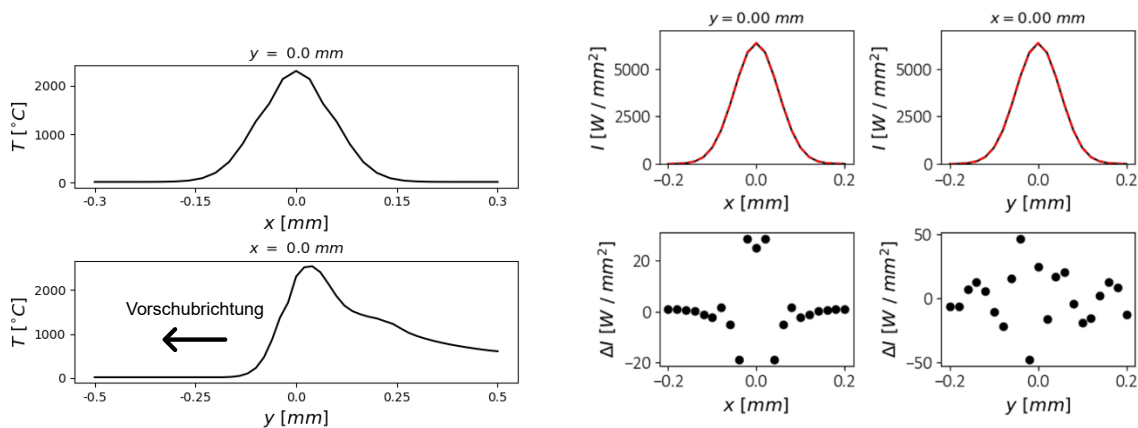 y = 0.0 mm
2000
1000
0
T [°C]
-0.3 -0.15 0.0 0.15 0.3
x [mm]
x = 0.0 mm
2000
1000
0
T [°C]
Vorschubrichtung
-0.5 -0.25 0.0 0.25 0.5
y [mm]
y = 0.00 mm
5000
2500
0
I [W / mm²]
−0.2 0.0 0.2
x [mm]
x = 0.00 mm
5000
2500
0
I [W / mm²]
−0.2 0.0 0.2
y [mm]
20
0
−20
ΔI [W / mm²]
−0.2 0.0 0.2
x [mm]
50
0
−50
ΔI [W / mm²]
−0.2 0.0 0.2
y [mm]